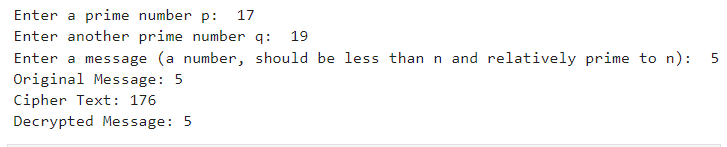 Enter a prime number p:  17
Enter another prime number q:  19
Enter a message (a number, should be less than n and relatively prime to n):  5
Original Message: 5
Cipher Text: 176
Decrypted Message: 5